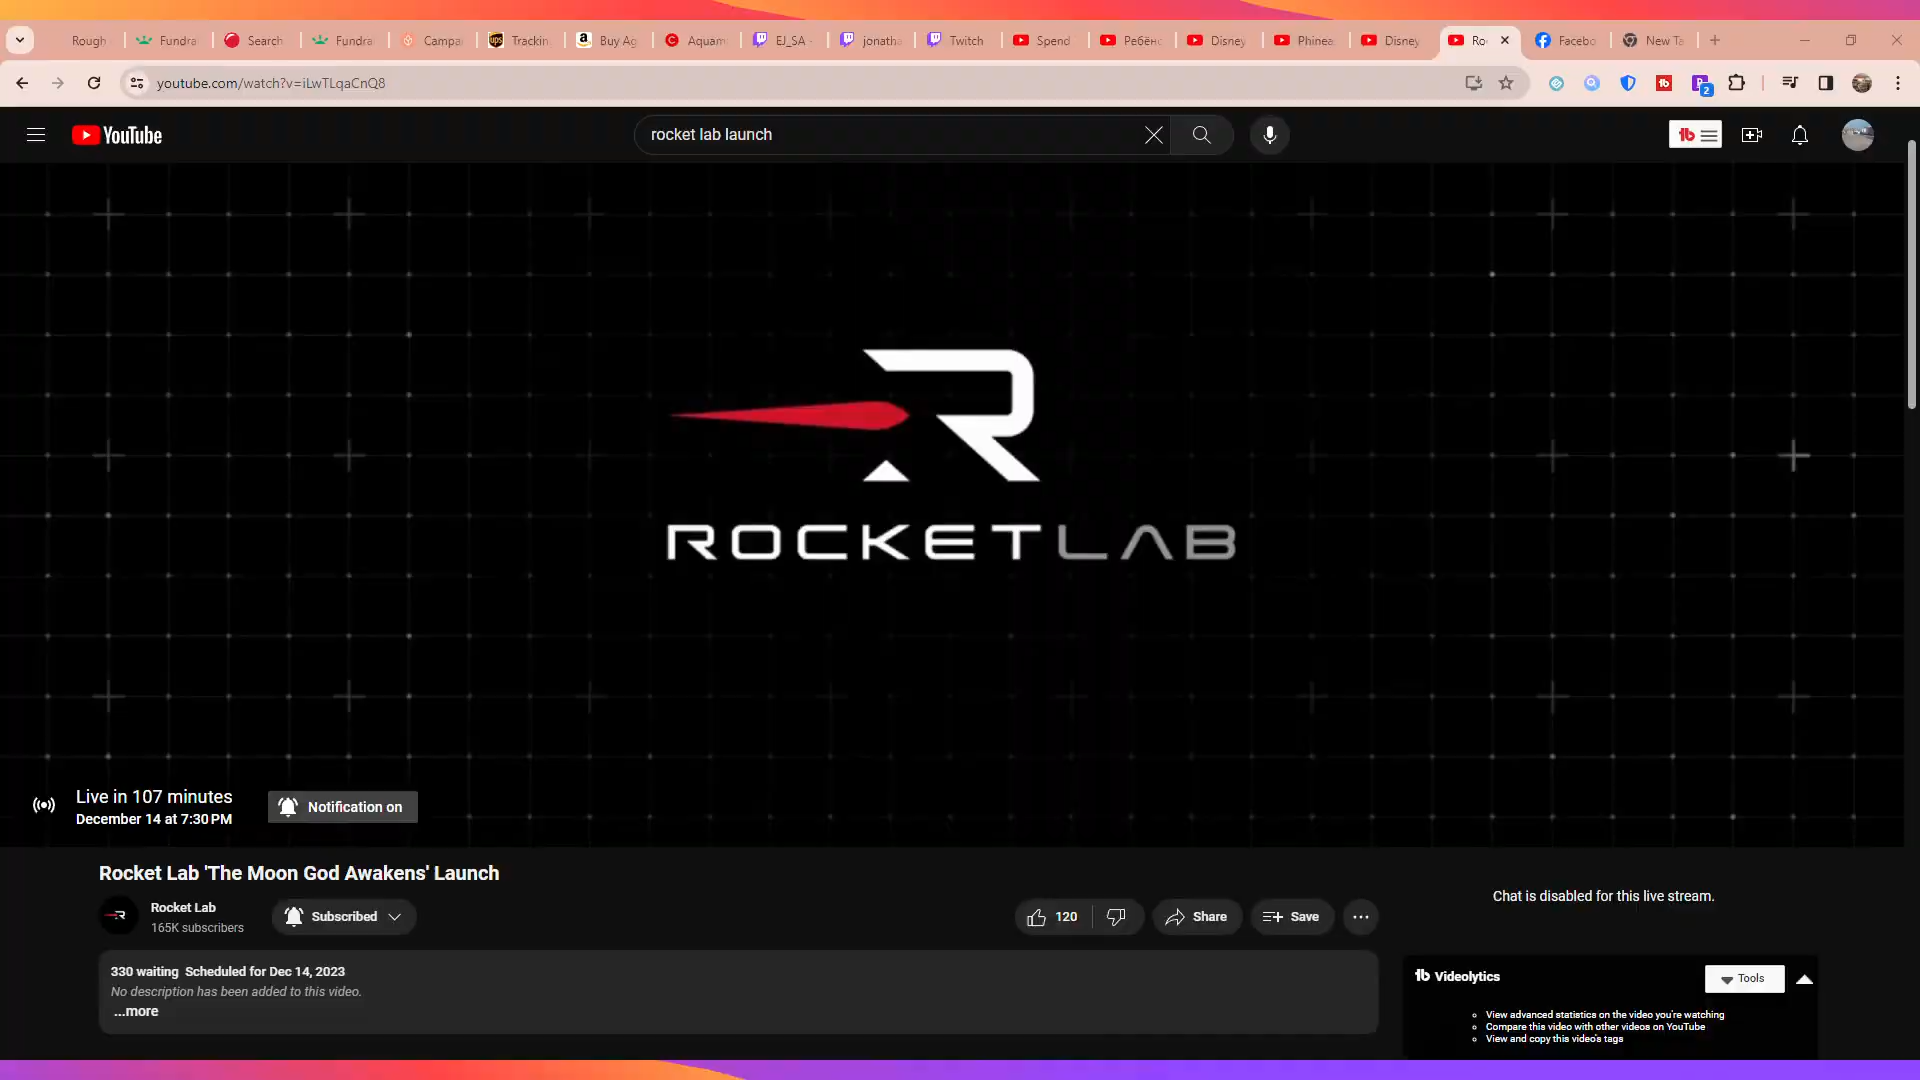 Rough
Fundra
Search
Fundra
Campa
Trackin
Buy Ag
Aquam
EJ_SA -
jonatha
Twitch
Spend
Ребёнс
Disney
Phinea
Disney
Ro
Facebo
New Ta
youtube.com/watch?v=iLwTLqaCnQ8
2
YouTube
rocket lab launch
ROCKETLAB
Live in 107 minutes
December 14 at 7:30 PM
Notification on
Rocket Lab 'The Moon God Awakens' Launch
Rocket Lab
165K subscribers
Subscribed
120
Share
Save
Chat is disabled for this live stream.
330 waiting Scheduled for Dec 14, 2023
No description has been added to this video.
...more
tb Videolytics
Tools
View advanced statistics on the video you're watching
Compare this video with other videos on YouTube
View and copy this video's tags